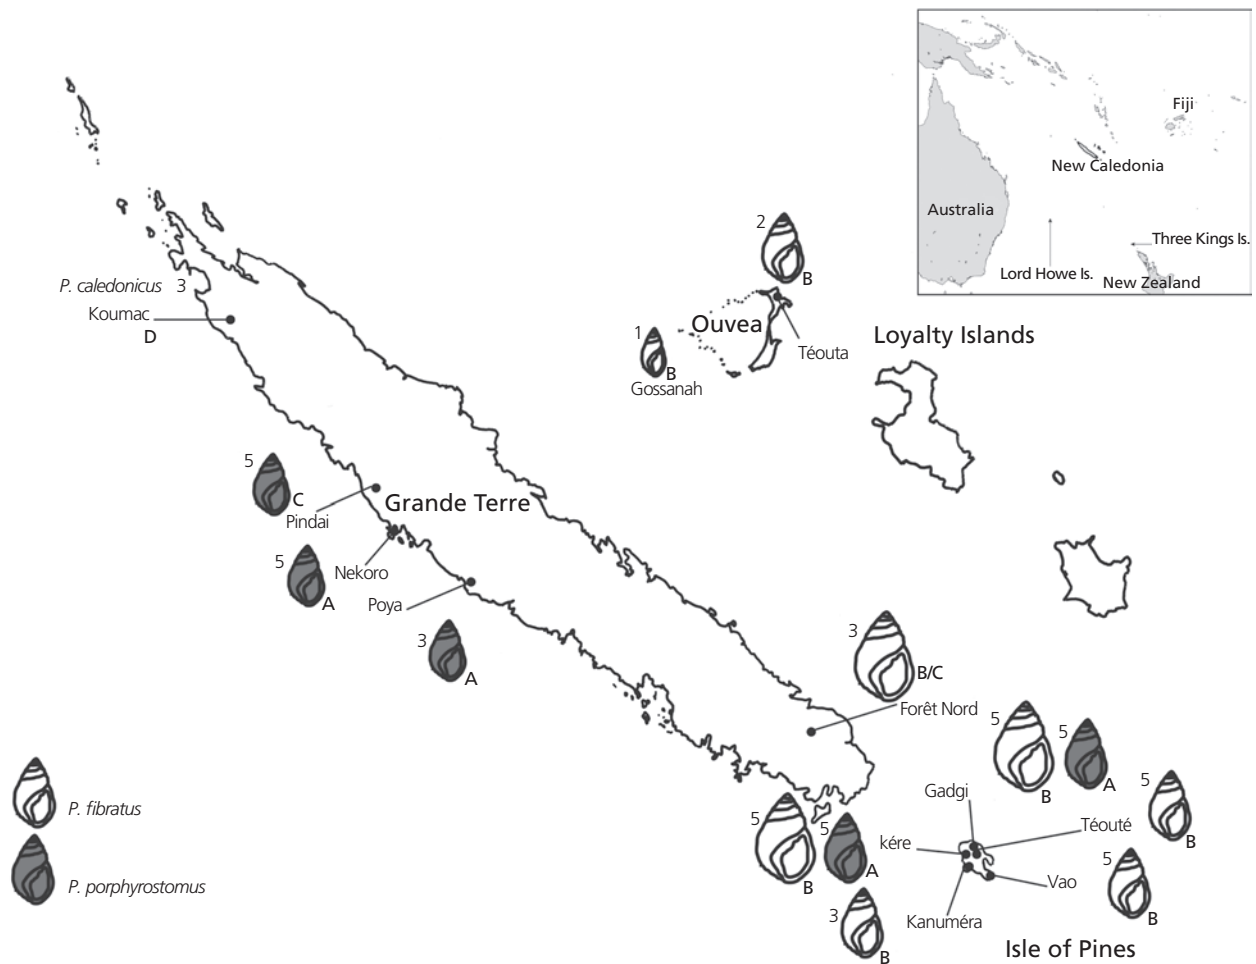 Fiji
New Caledonia
Australia
Three Kings Is.
Lord Howe Is.
New Zealand
2
B
P. caledonicus 3
Koumac
D
Ouvea
Téouta
1
B
Gossanah
Loyalty Islands
5
C
Pindai
Grande Terre
5
A
Nekoro
Poya
3
A
3
B/C
Forêt Nord
5
B
5
A
Gadgi
5
B
Téouté
kére
5
B
5
A
5
B
Vao
Kanuméra
3
B
Isle of Pines
P. fibratus
P. porphyrostomus